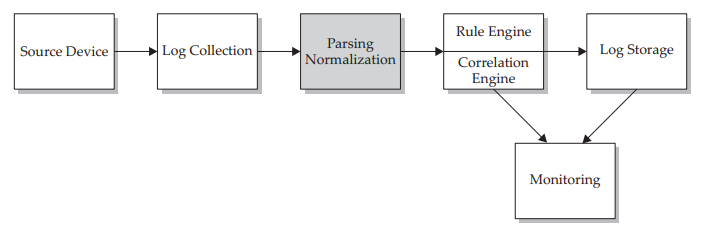 Source Device
Log Collection
Parsing
Normalization
Rule Engine
Correlation
Engine
Log Storage
Monitoring